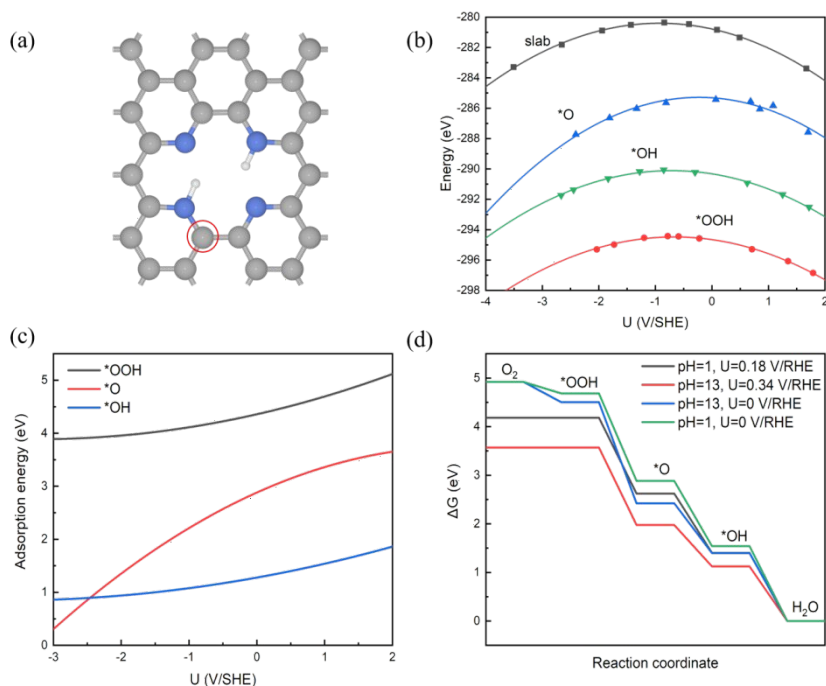 (a)
(b)
-280
-282
-284
-286
-288
-290
-292
-294
-296
-298
Energy (eV)
slab
*O
*OH
*OOH
-4
-3
-2
-1
0
1
2
U (V/SHE)
(c)
*OOH
*O
*OH
5
4
3
2
1
0
Adsorption energy (eV)
-3
-2
-1
0
1
2
U (V/SHE)
(d)
pH=1, U=0.18 V/RHE
pH=13, U=0.34 V/RHE
pH=13, U=0 V/RHE
pH=1, U=0 V/RHE
5
4
3
2
1
0
ΔG (eV)
O₂
*OOH
*O
*OH
H₂O
Reaction coordinate